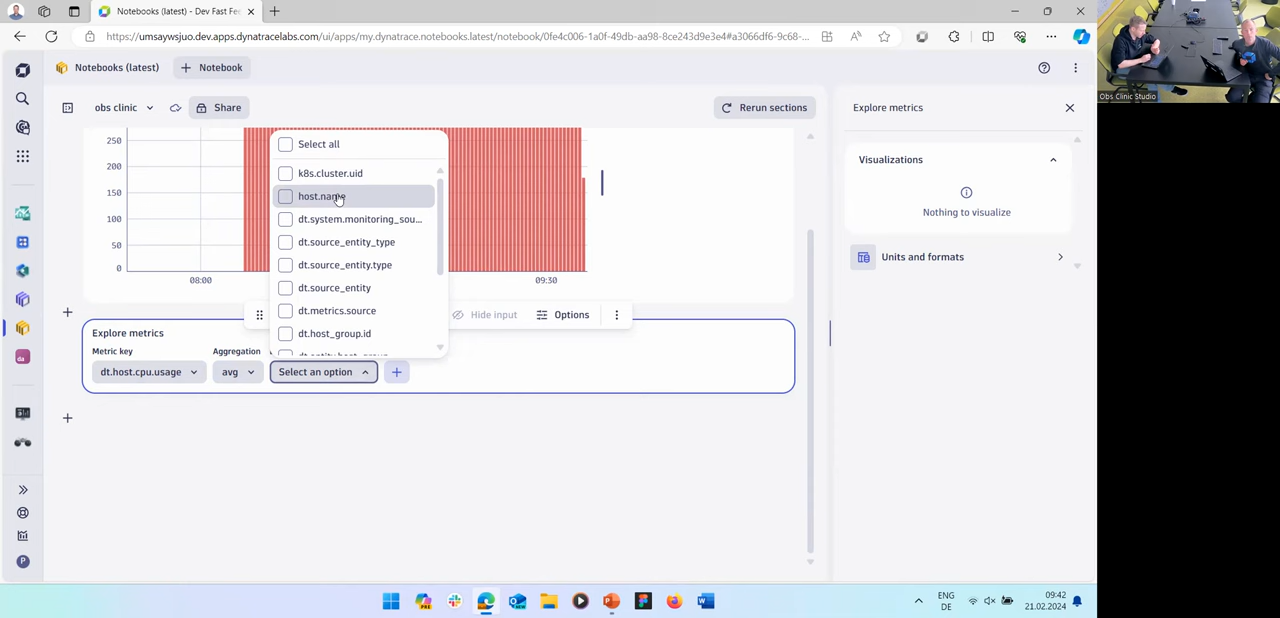 Notebooks (latest) - Dev Fast Fe
https://umsaywsjuo.dev.apps.dynatracelabs.com/ui/apps/my.dynatrace.notebooks.latest/notebook/0fe4c006-1a0f-49db-aa98-8ce243d9e3e4#a3066df6-9c68-...
Notebooks (latest)
Notebook
obs clinic
Share
Rerun sections
Explore metrics
Obs Clinic Studio
250
200
150
100
50
0
08:00
09:30
Select all
k8s.cluster.uid
host.name
dt.system.monitoring_sou...
dt.source_entity_type
dt.source_entity.type
dt.source_entity
dt.metrics.source
dt.host_group.id
dt.entity.host_group
Visualizations
Nothing to visualize
Units and formats
Hide input
Options
Explore metrics
Metric key
Aggregation
dt.host.cpu.usage
avg
Select an option
P
ENG
DE
09:42
21.02.2024